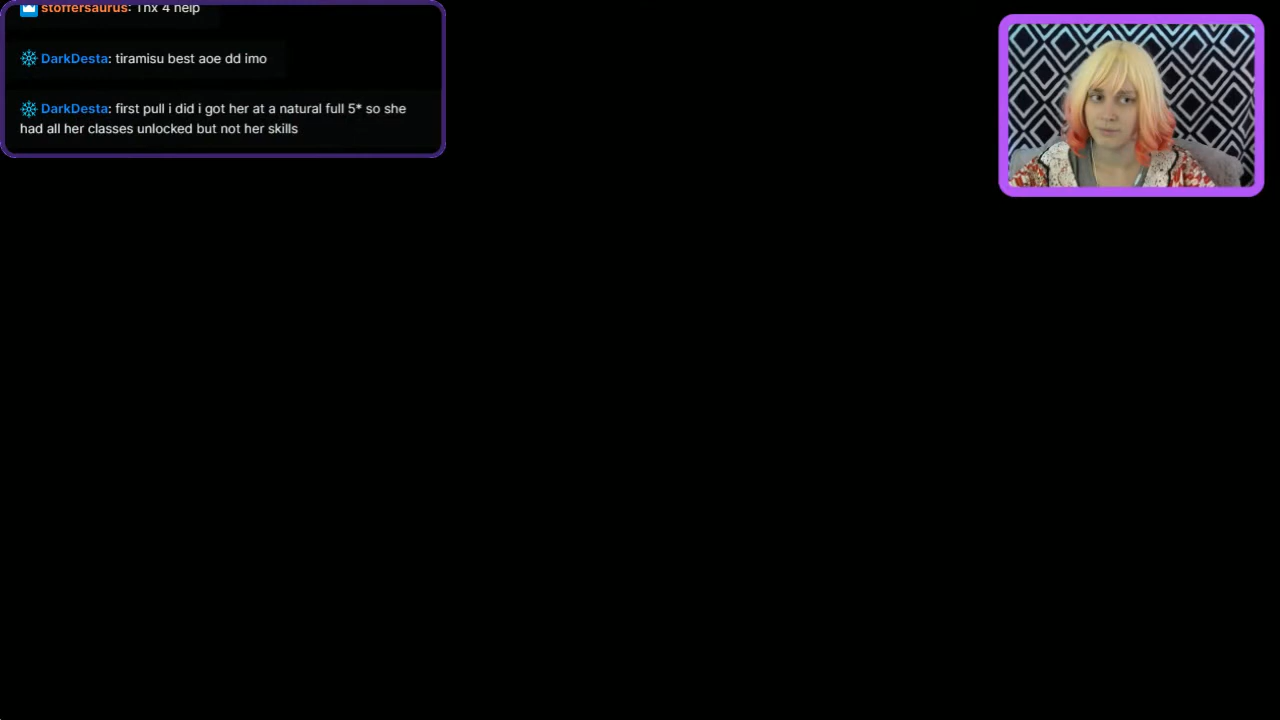 stoffersaurus: Thx 4 help
DarkDesta: tiramisu best aoe dd imo
DarkDesta: first pull i did i got her at a natural full 5* so she
had all her classes unlocked but not her skills